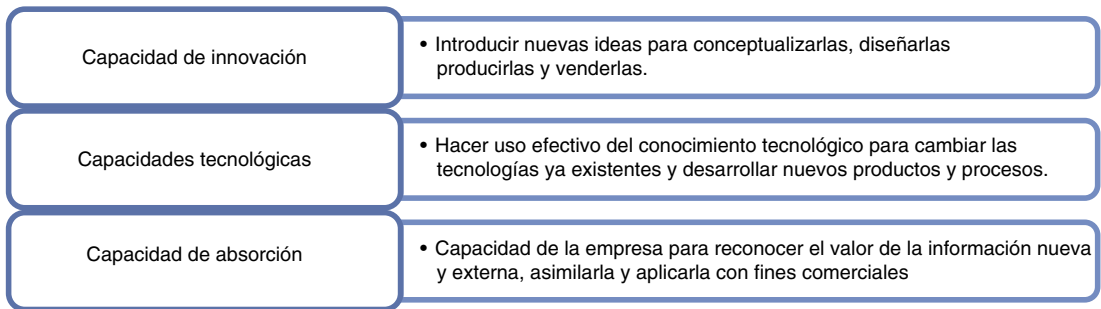 Capacidad de innovación
• Introducir nuevas ideas para conceptualizarlas, diseñarlas
producirlas y venderlas.
Capacidades tecnológicas
• Hacer uso efectivo del conocimiento tecnológico para cambiar las
tecnologías ya existentes y desarrollar nuevos productos y procesos.
Capacidad de absorción
• Capacidad de la empresa para reconocer el valor de la información nueva
y externa, asimilarla y aplicarla con fines comerciales